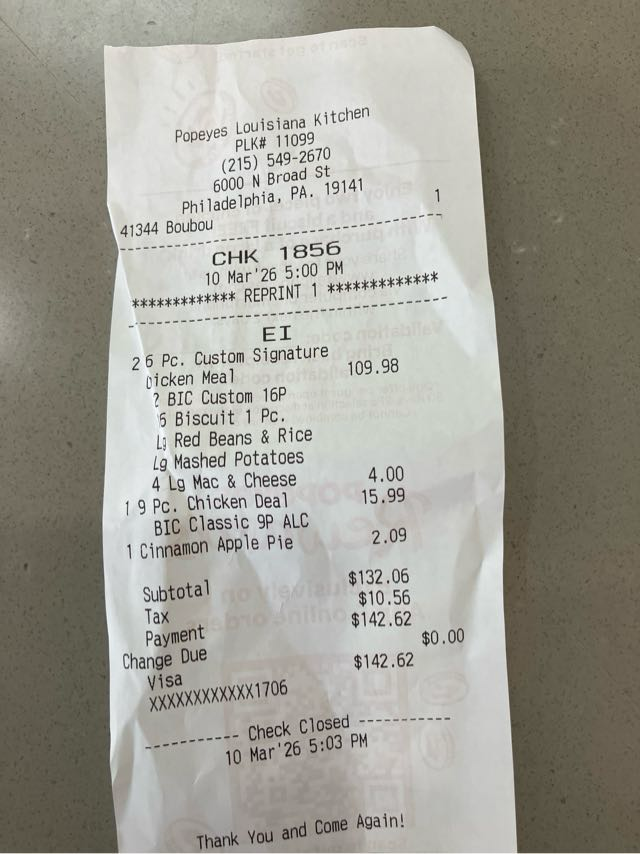 Popeyes Louisiana Kitchen
PLK# 11099
(215) 549-2670
6000 N Broad St
Philadelphia, PA. 19141
41344 Boubou 1
CHK 1856
10 Mar'26 5:00 PM
************* REPRINT 1 *************
EI
2 6 Pc. Custom Signature
icken Meal 109.98
2 BIC Custom 16P
6 Biscuit 1 Pc.
Lg Red Beans & Rice
Lg Mashed Potatoes
4 Lg Mac & Cheese 4.00
1 9 Pc. Chicken Deal 15.99
BIC Classic 9P ALC
1 Cinnamon Apple Pie 2.09
Subtotal $132.06
Tax $10.56
Payment $142.62
Change Due $0.00
Visa $142.62
XXXXXXXXXXXX1706
---------- Check Closed ----------
10 Mar'26 5:03 PM
Thank You and Come Again!